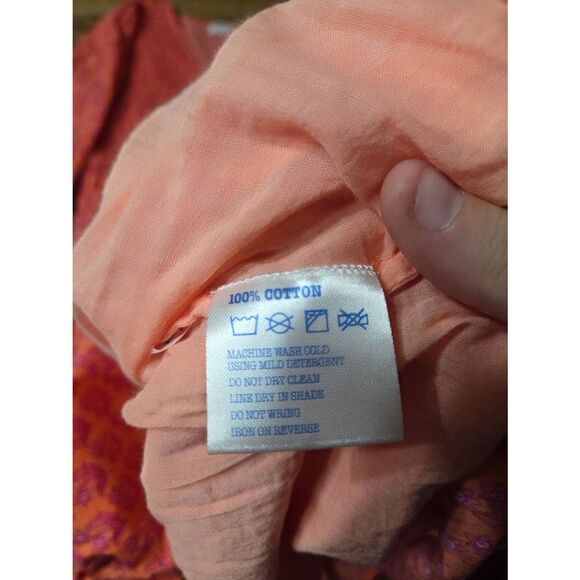 100% COTTON
MACHINE WASH COLD
USING MILD DETERGENT
DO NOT DRY CLEAN
LINE DRY IN SHADE
DO NOT WRING
IRON ON REVERSE